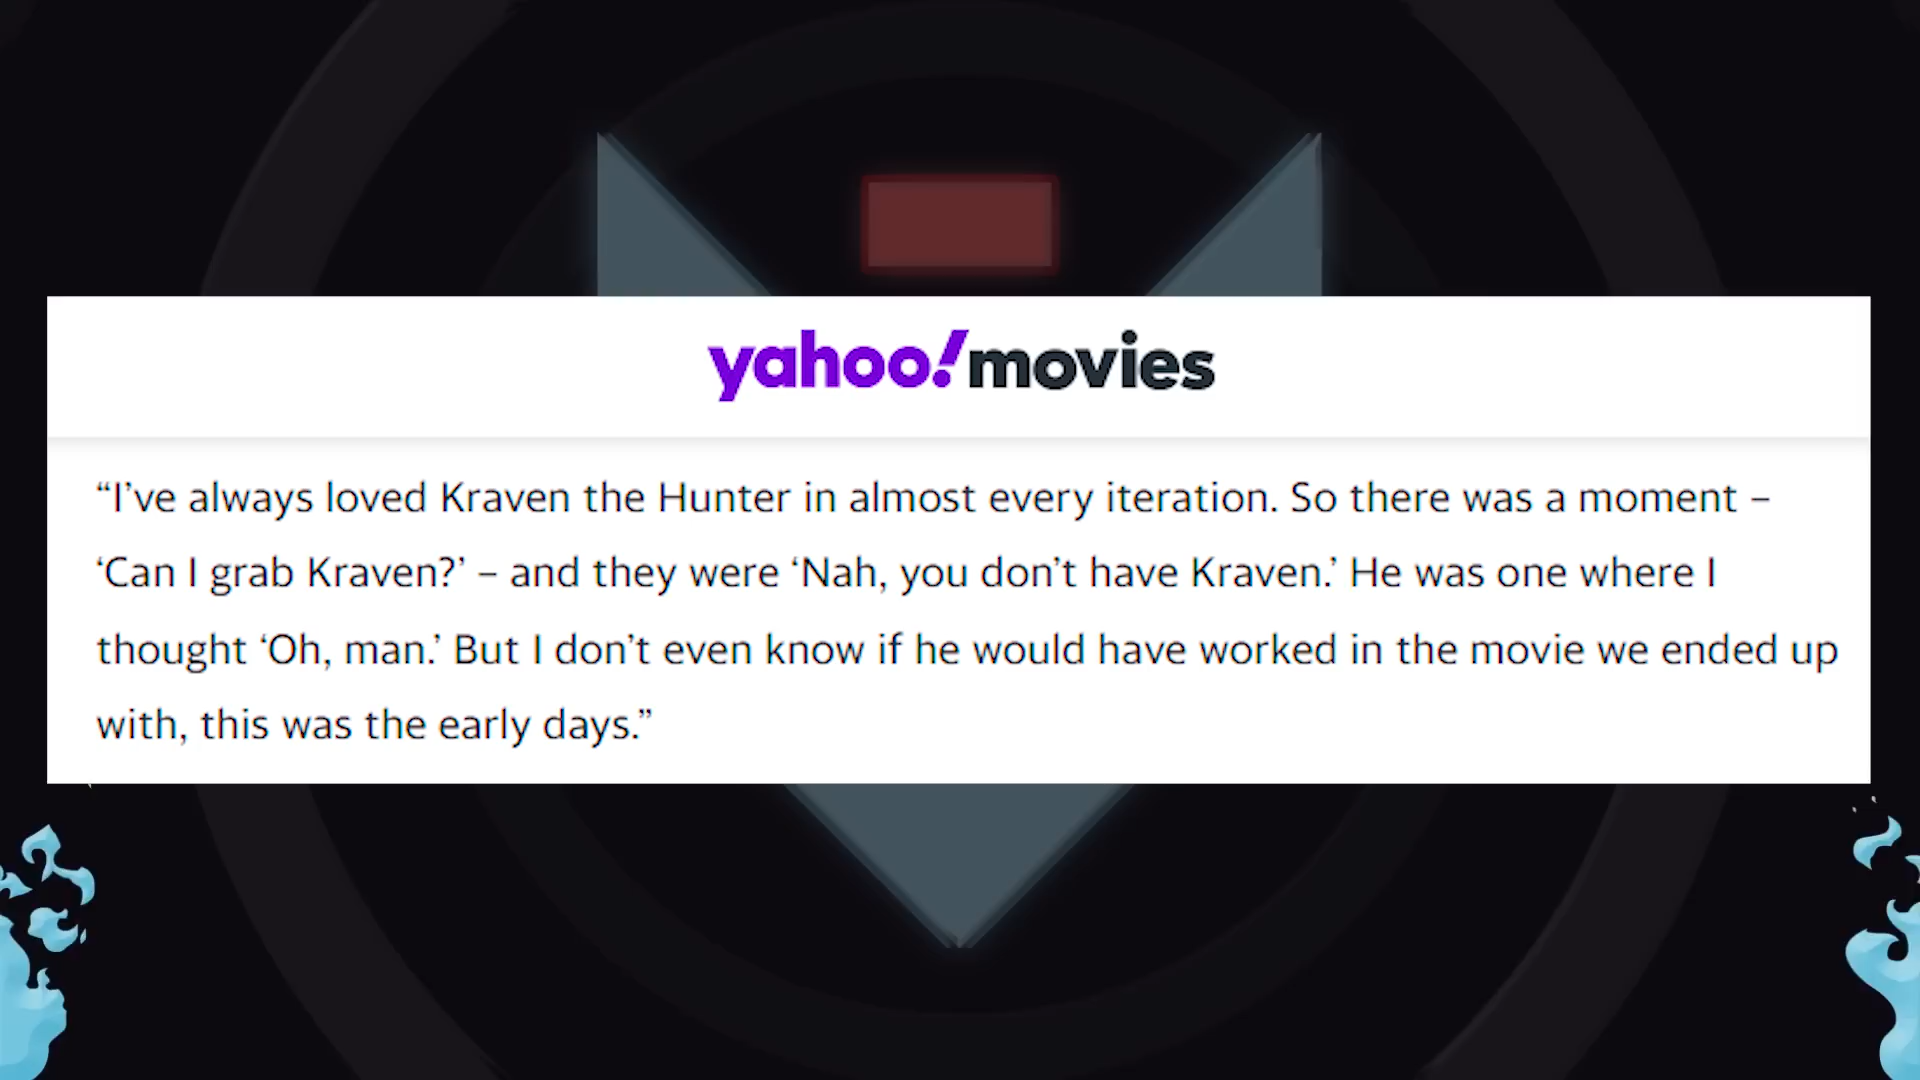 yahoo!movies
“I’ve always loved Kraven the Hunter in almost every iteration. So there was a moment –
‘Can I grab Kraven?’ – and they were ‘Nah, you don’t have Kraven.’ He was one where I
thought ‘Oh, man.’ But I don’t even know if he would have worked in the movie we ended up
with, this was the early days.”